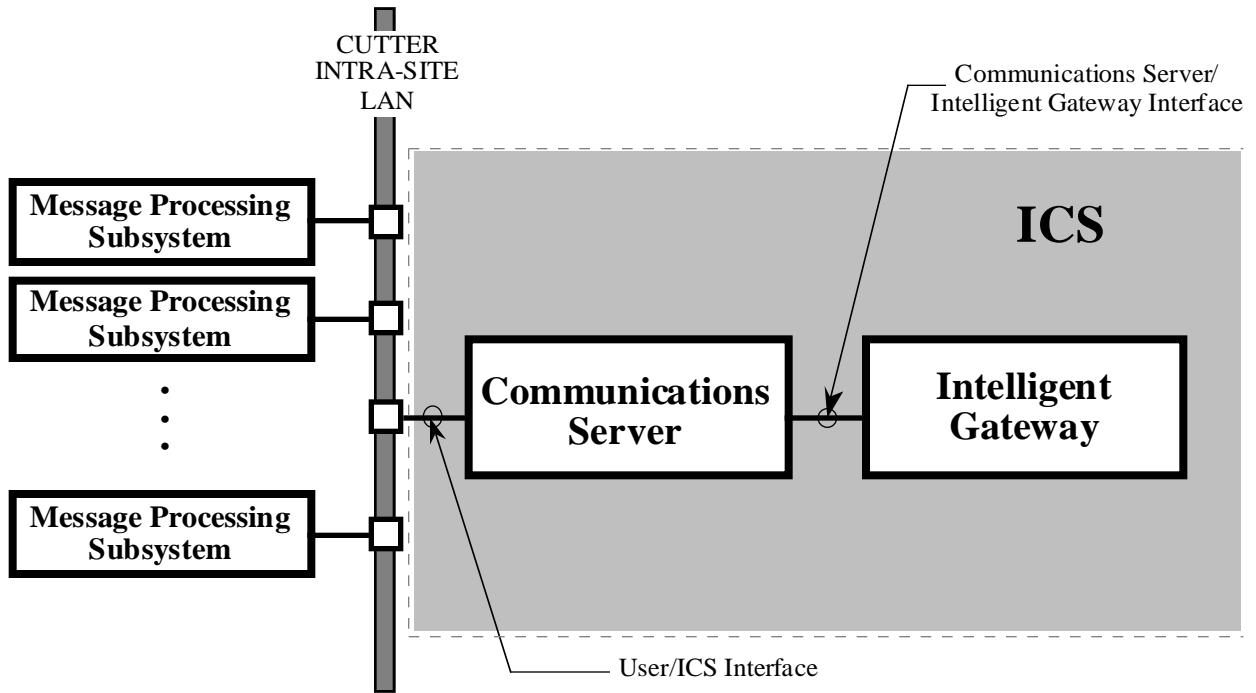 CUTTER
INTRA-SITE
LAN
Communications Server/
Intelligent Gateway Interface
Message Processing
Subsystem
ICS
Message Processing
Subsystem
Communications
Server
Intelligent
Gateway
Message Processing
Subsystem
User/ICS Interface